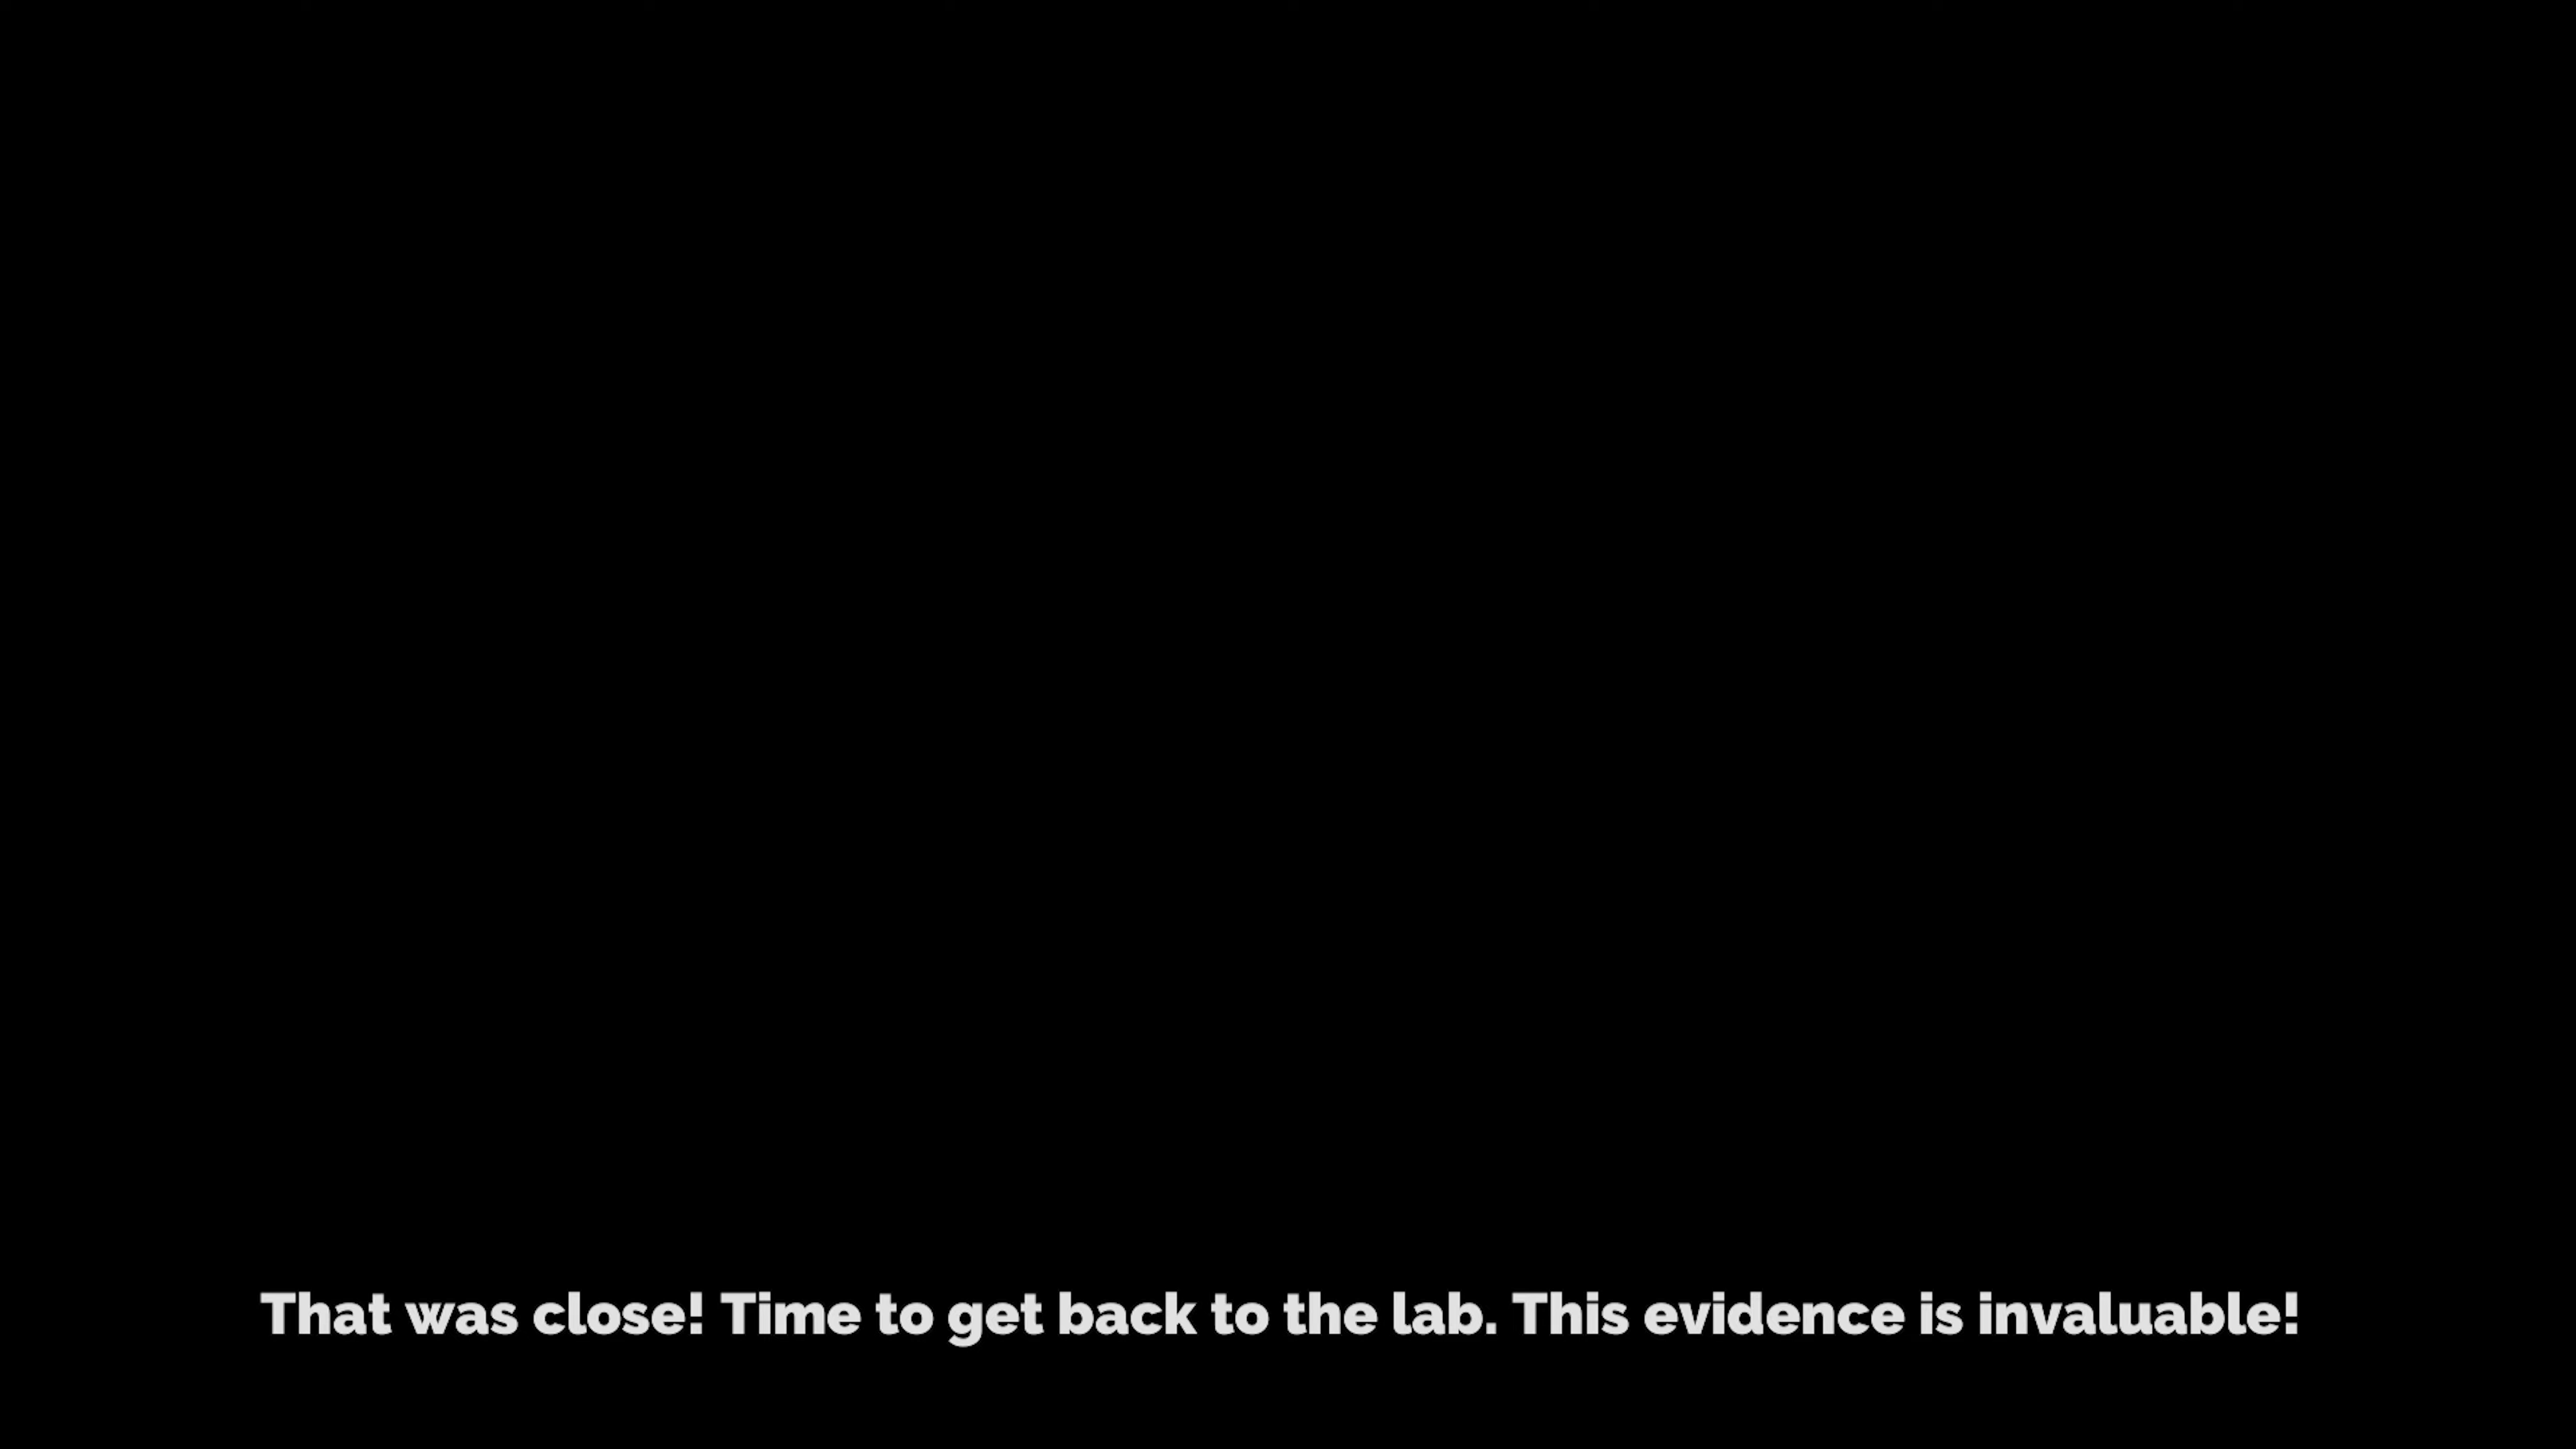 That was close! Time to get back to the lab. This evidence is invaluable!